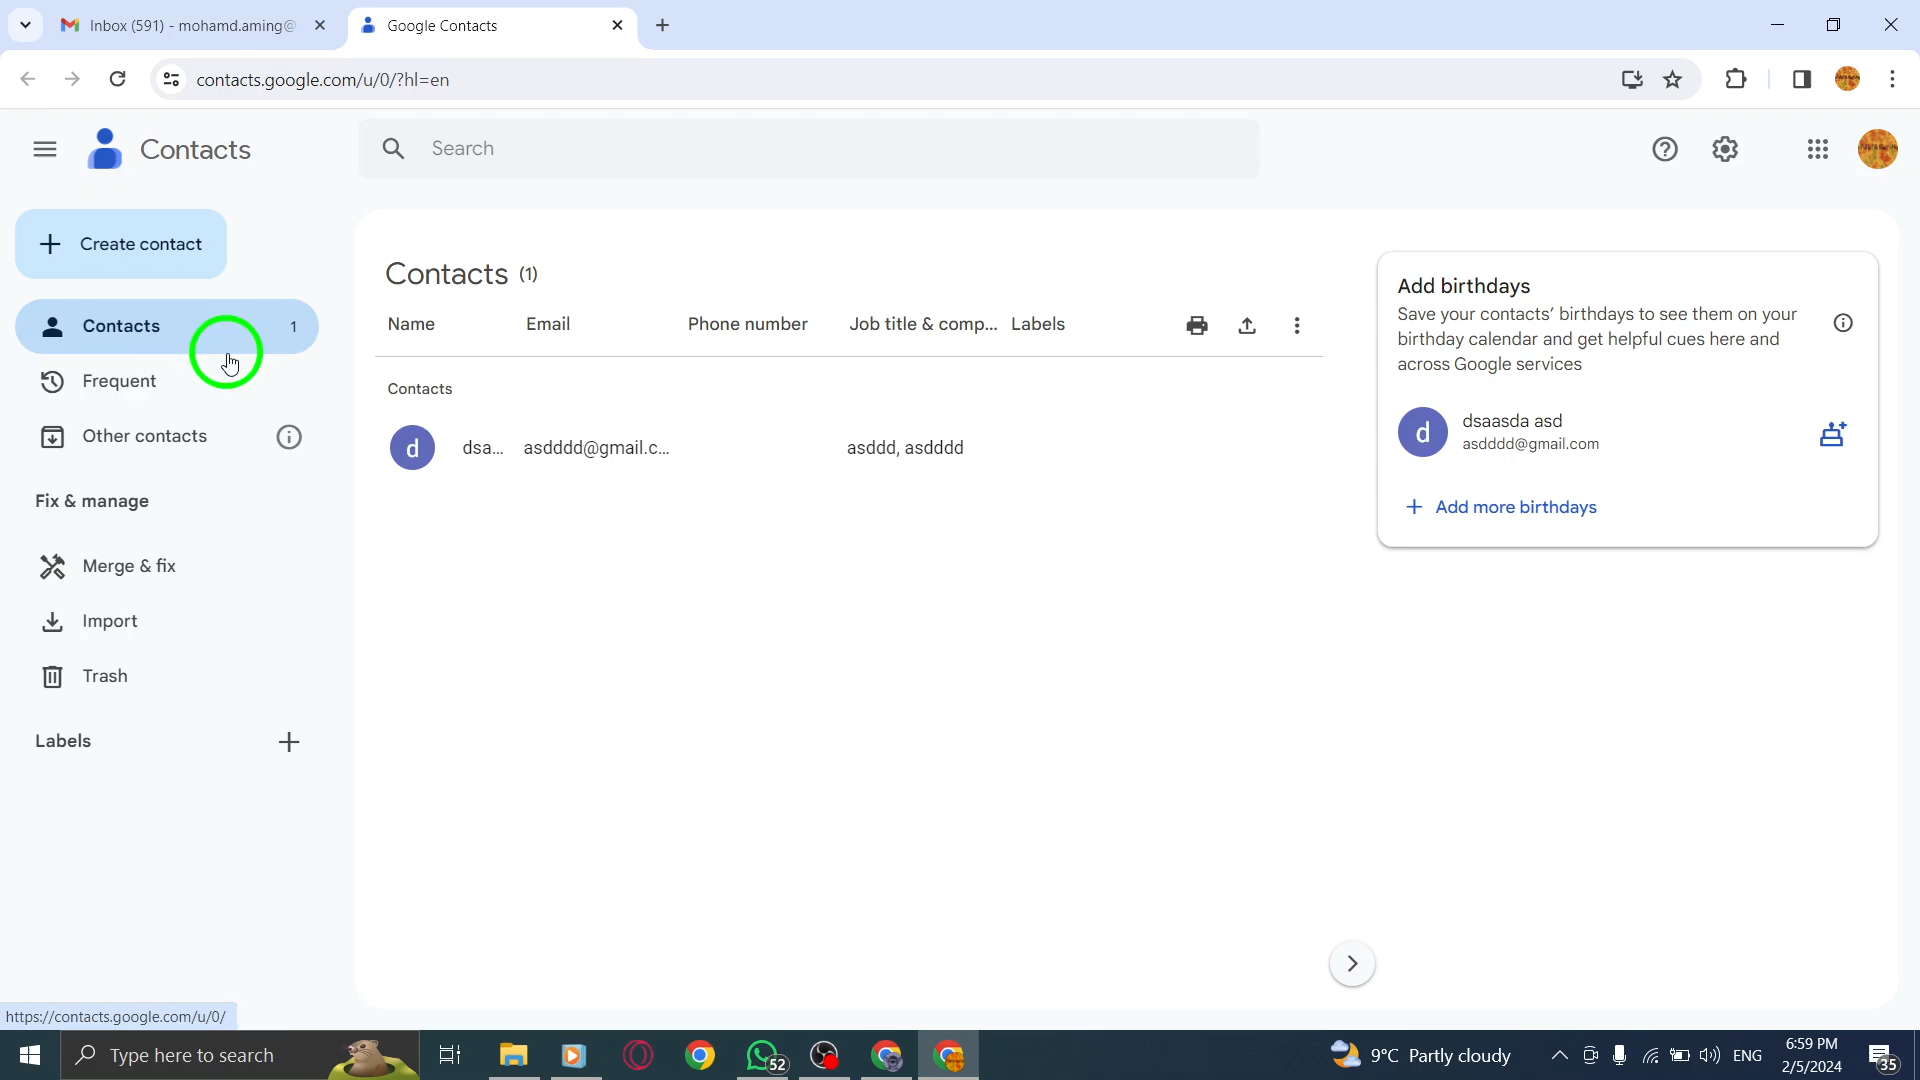 Inbox (591) - mohamd.aming@
Google Contacts
contacts.google.com/u/0/?hl=en
Contacts
Search
Create contact
Contacts 1
Frequent
Other contacts
Fix & manage
Merge & fix
Import
Trash
Labels
Contacts (1)
Name Email Phone number Job title & comp... Labels
Contacts
d dsa... asdddd@gmail.c... asddd, asdddd
Add birthdays
Save your contacts' birthdays to see them on your
birthday calendar and get helpful cues here and
across Google services
d dsaasda asd
asdddd@gmail.com
Add more birthdays
https://contacts.google.com/u/0/
Type here to search
52
9°C Partly cloudy
ENG
6:59 PM
2/5/2024
35